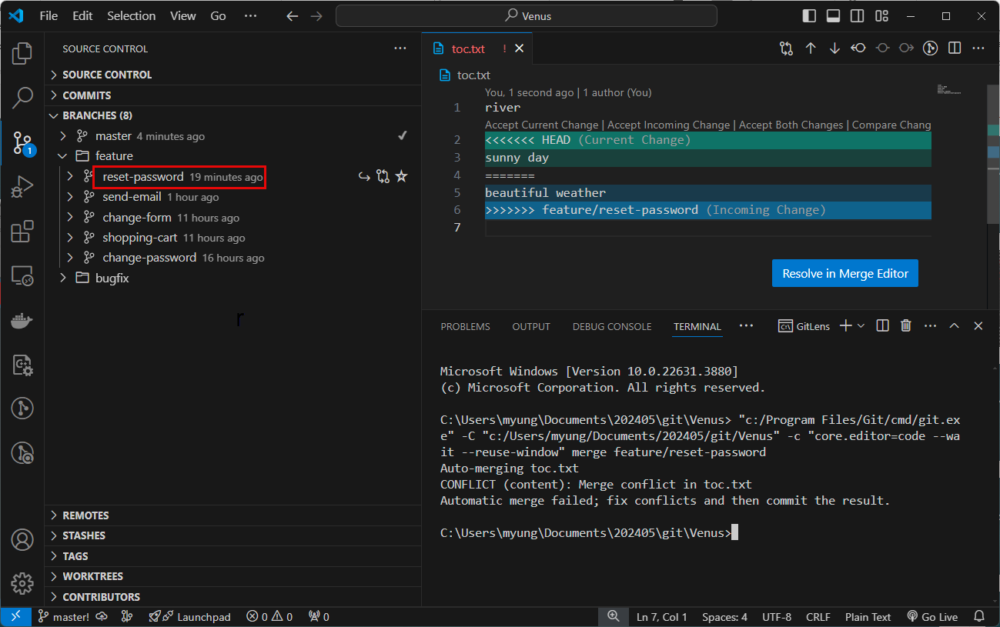 File Edit Selection View Go ··· Venus
SOURCE CONTROL ···
SOURCE CONTROL
COMMITS
BRANCHES (8)
master 4 minutes ago
feature
reset-password 19 minutes ago
send-email 1 hour ago
change-form 11 hours ago
shopping-cart 11 hours ago
change-password 16 hours ago
bugfix
r
REMOTES
STASHES
TAGS
WORKTREES
CONTRIBUTORS
toc.txt !
toc.txt
You, 1 second ago | 1 author (You)
1 river
Accept Current Change | Accept Incoming Change | Accept Both Changes | Compare Chang
2 <<<<<<< HEAD (Current Change)
3 sunny day
4 =======
5 beautiful weather
6 >>>>>>> feature/reset-password (Incoming Change)
7
Resolve in Merge Editor
PROBLEMS OUTPUT DEBUG CONSOLE TERMINAL ··· GitLens ···
Microsoft Windows [Version 10.0.22631.3880]
(c) Microsoft Corporation. All rights reserved.
C:\Users\myung\Documents\202405\git\Venus> "c:/Program Files/Git/cmd/git.ex
e" -C "c:/Users/myung/Documents/202405/git/Venus" -c "core.editor=code --wa
it --reuse-window" merge feature/reset-password
Auto-merging toc.txt
CONFLICT (content): Merge conflict in toc.txt
Automatic merge failed; fix conflicts and then commit the result.
C:\Users\myung\Documents\202405\git\Venus>
master! Launchpad 0 0 0 Ln 7, Col 1 Spaces: 4 UTF-8 CRLF Plain Text Go Live